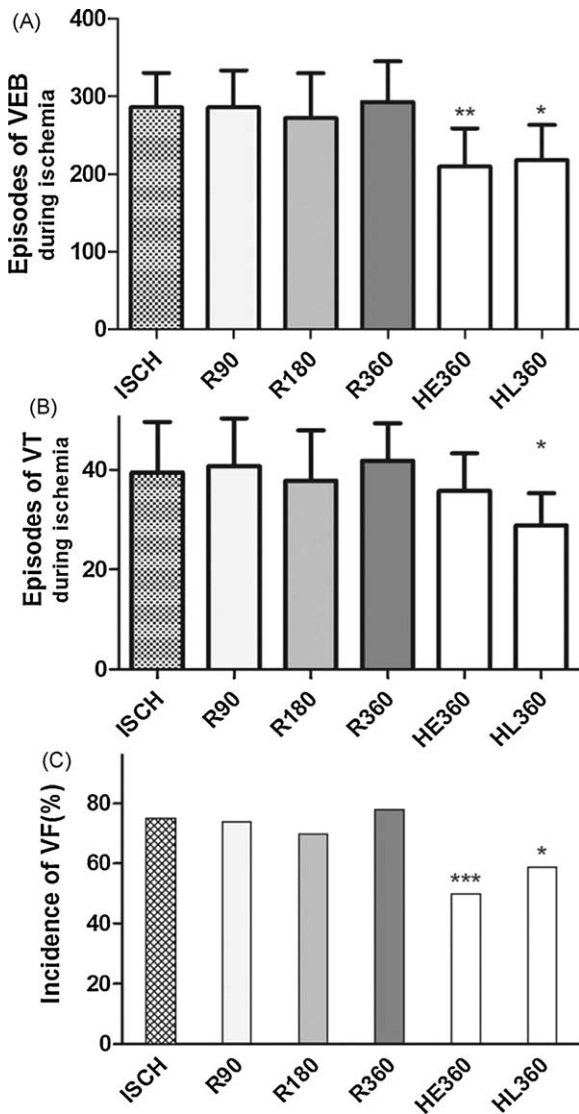 (A)
Episodes of VEB
during ischemia
400
300
200
100
0
**
*
ISCH
R90
R180
R360
HE360
HL360
(B)
Episodes of VT
during ischemia
40
20
0
*
ISCH
R90
R180
R360
HE360
HL360
(C)
Incidence of VF(%)
80
60
40
20
0
***
*
ISCH
R90
R180
R360
HE360
HL360